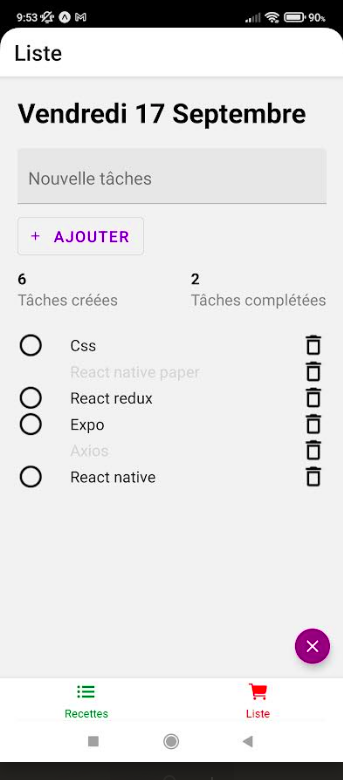 9:53 90%
Liste
Vendredi 17 Septembre
Nouvelle tâches
+ AJOUTER
6 2
Tâches créées Tâches complétées
Css
React native paper
React redux
Expo
Axios
React native
Recettes Liste